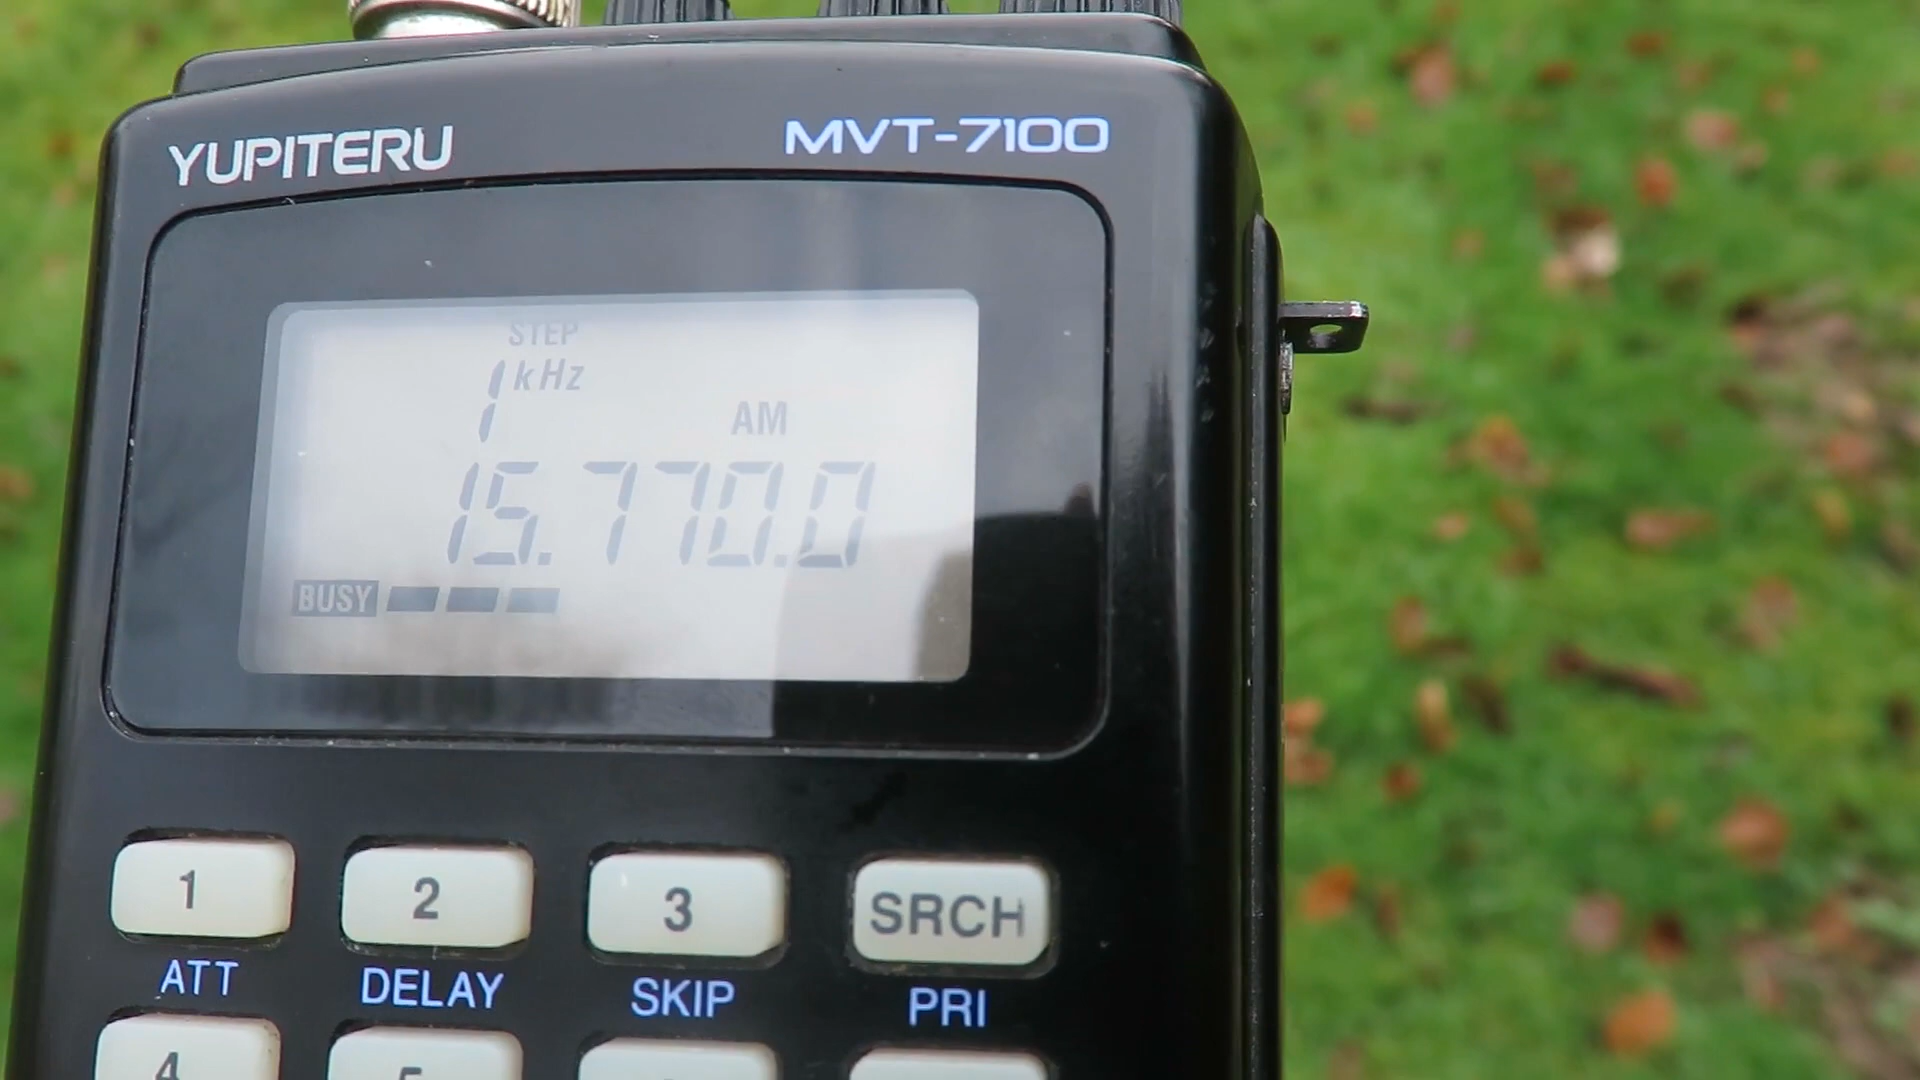 YUPITERU MVT-7100
STEP
1 kHz
AM
15.770.0
BUSY
1 2 3 SRCH
ATT DELAY SKIP PRI
4 5